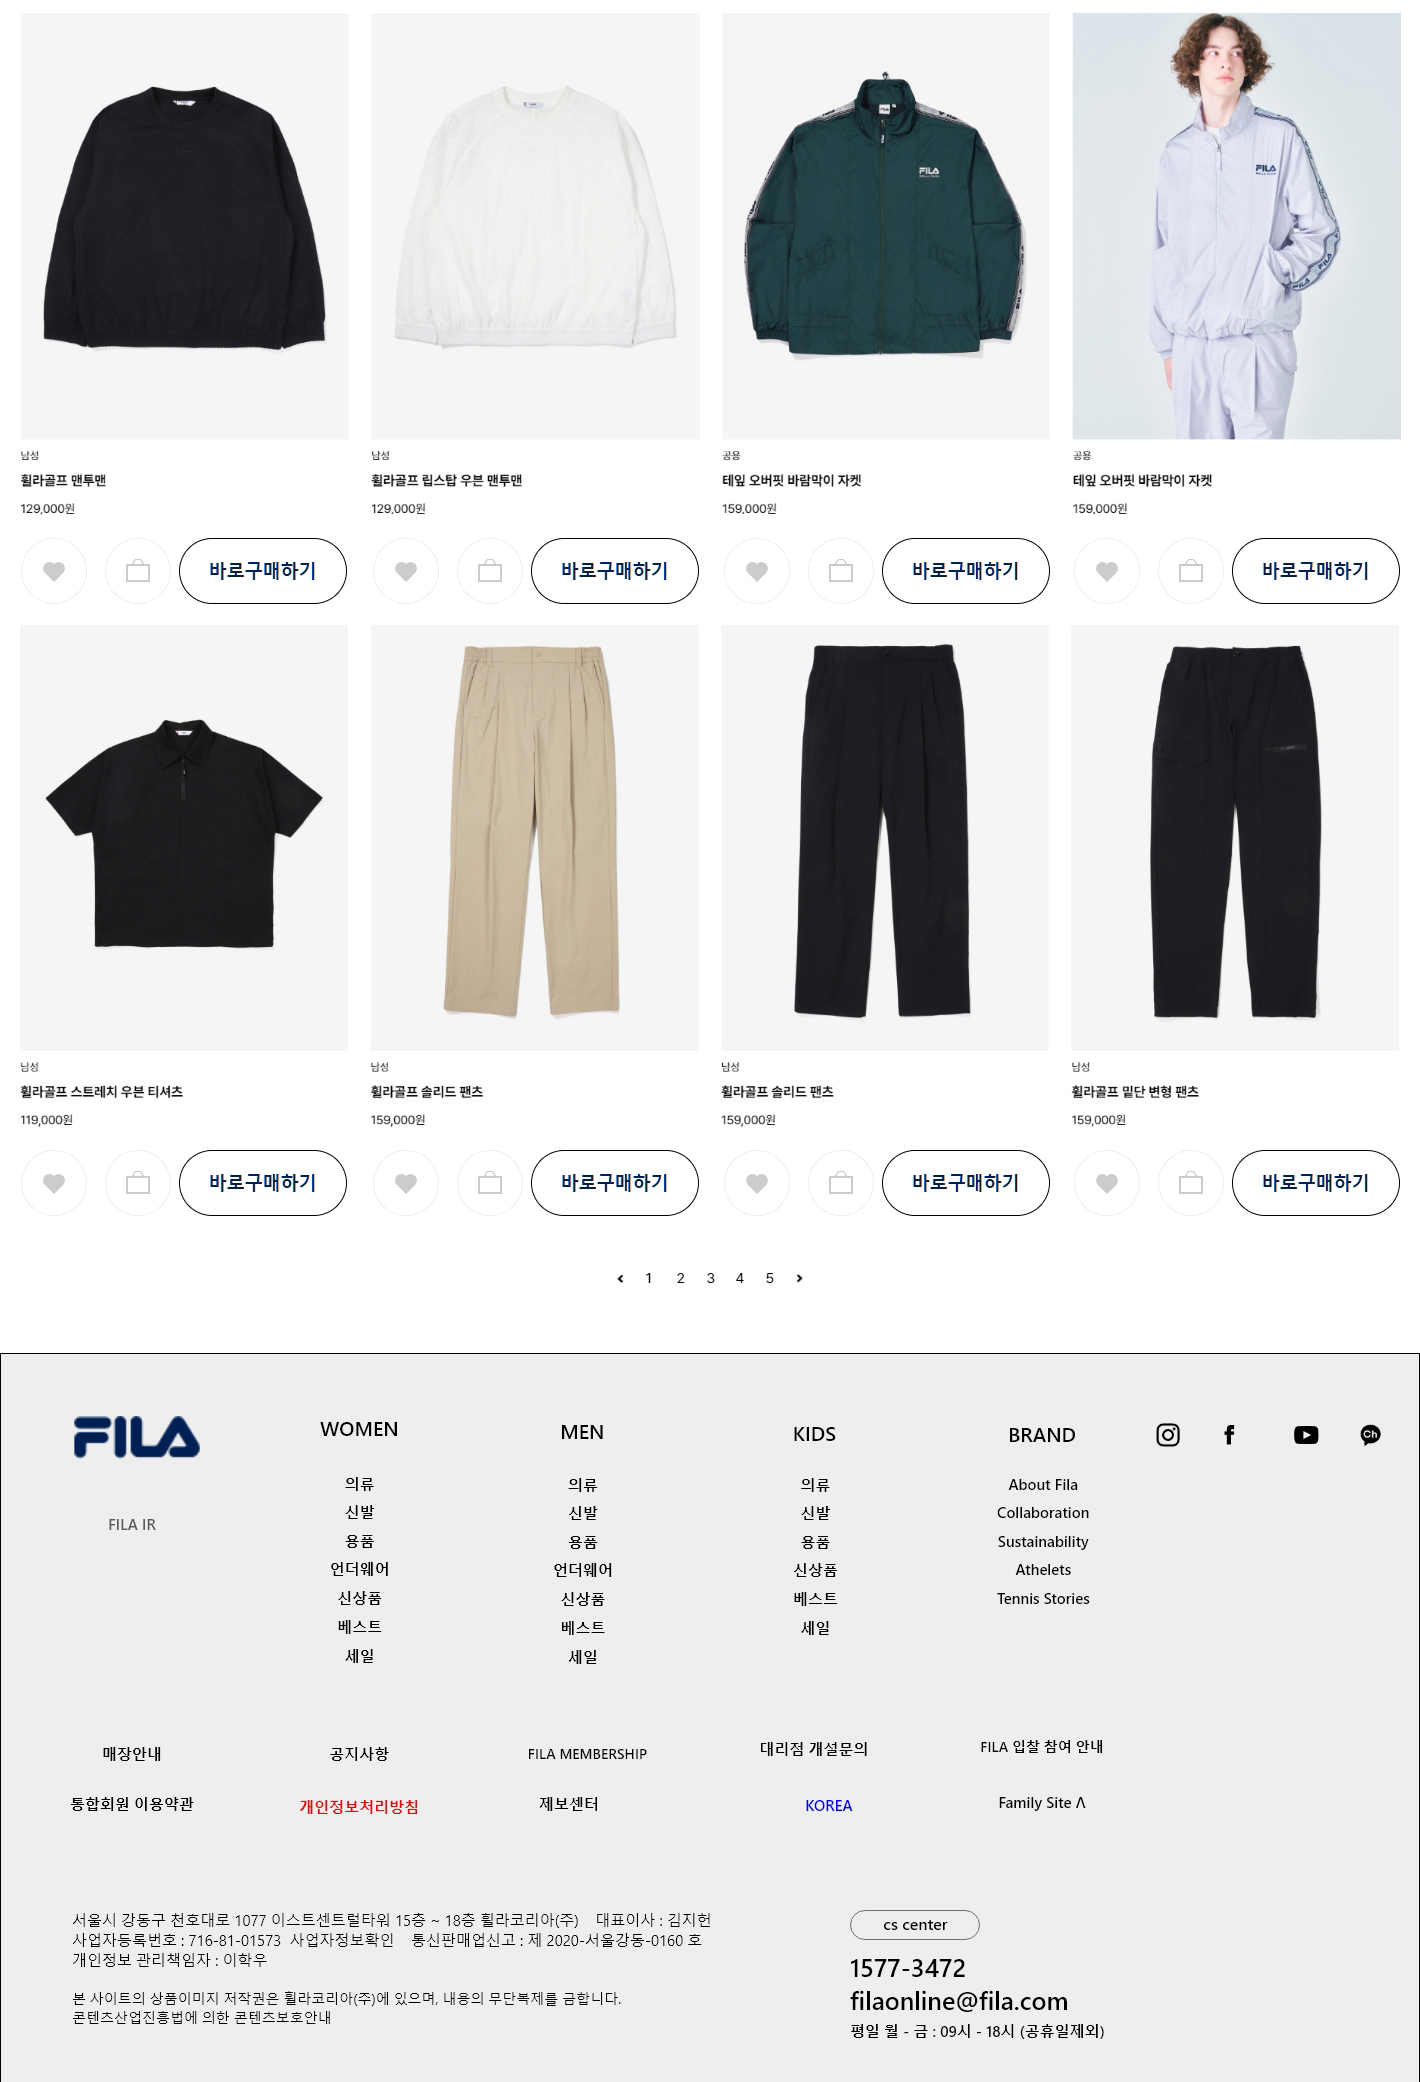 FILA
FILA
남성
남성
공용
공용
휠라골프 맨투맨
휠라골프 립스탑 우븐 맨투맨
테잎 오버핏 바람막이 자켓
테잎 오버핏 바람막이 자켓
129,000원
129,000원
159,000원
159,000원
바로구매하기
바로구매하기
바로구매하기
바로구매하기
남성
남성
남성
남성
휠라골프 스트레치 우븐 티셔츠
휠라골프 솔리드 팬츠
휠라골프 솔리드 팬츠
휠라골프 밑단 변형 팬츠
119,000원
159,000원
159,000원
159,000원
바로구매하기
바로구매하기
바로구매하기
바로구매하기
1 2 3 4 5
FILA
FILA IR
WOMEN
의류
신발
용품
언더웨어
신상품
베스트
세일
MEN
의류
신발
용품
언더웨어
신상품
베스트
세일
KIDS
의류
신발
용품
신상품
베스트
세일
BRAND
About Fila
Collaboration
Sustainability
Athelets
Tennis Stories
Ch
매장안내
공지사항
FILA MEMBERSHIP
대리점 개설문의
FILA 입찰 참여 안내
통합회원 이용약관
개인정보처리방침
제보센터
KOREA
Family Site Λ
서울시 강동구 천호대로 1077 이스트센트럴타워 15층 ~ 18층 휠라코리아(주) 대표이사 : 김지헌
사업자등록번호 : 716-81-01573 사업자정보확인 통신판매업신고 : 제 2020-서울강동-0160 호
개인정보 관리책임자 : 이학우
본 사이트의 상품이미지 저작권은 휠라코리아(주)에 있으며, 내용의 무단복제를 금합니다.
콘텐츠산업진흥법에 의한 콘텐츠보호안내
cs center
1577-3472
filaonline@fila.com
평일 월 - 금 : 09시 - 18시 (공휴일제외)